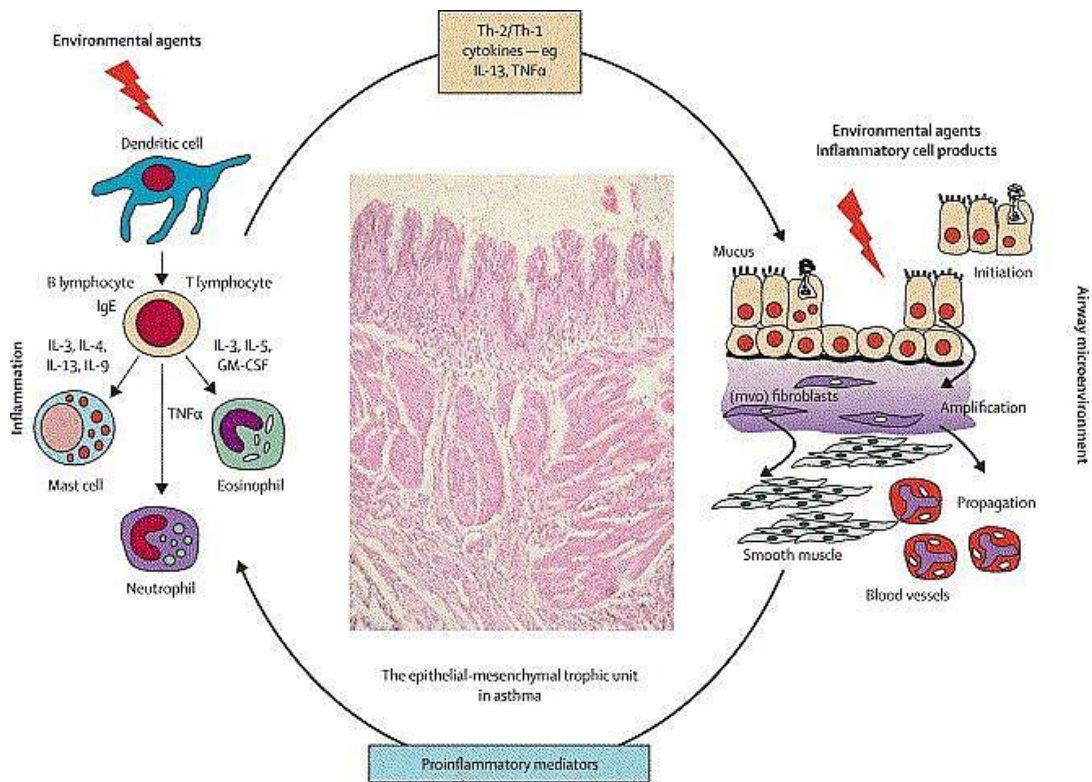 Environmental agents
Dendritic cell
B lymphocyte
T lymphocyte
IgE
IL-3, IL-4,
IL-13, IL-9
IL-3, IL-5,
GM-CSF
TNFα
Inflammation
Mast cell
Eosinophil
Neutrophil
Th-2/Th-1
cytokines — eg
IL-13, TNFα
Environmental agents
Inflammatory cell products
Mucus
Initiation
(mvo) fibroblasts
Amplification
Propagation
Smooth muscle
Blood vessels
Airway microenvironment
The epithelial-mesenchymal trophic unit
in asthma
Proinflammatory mediators